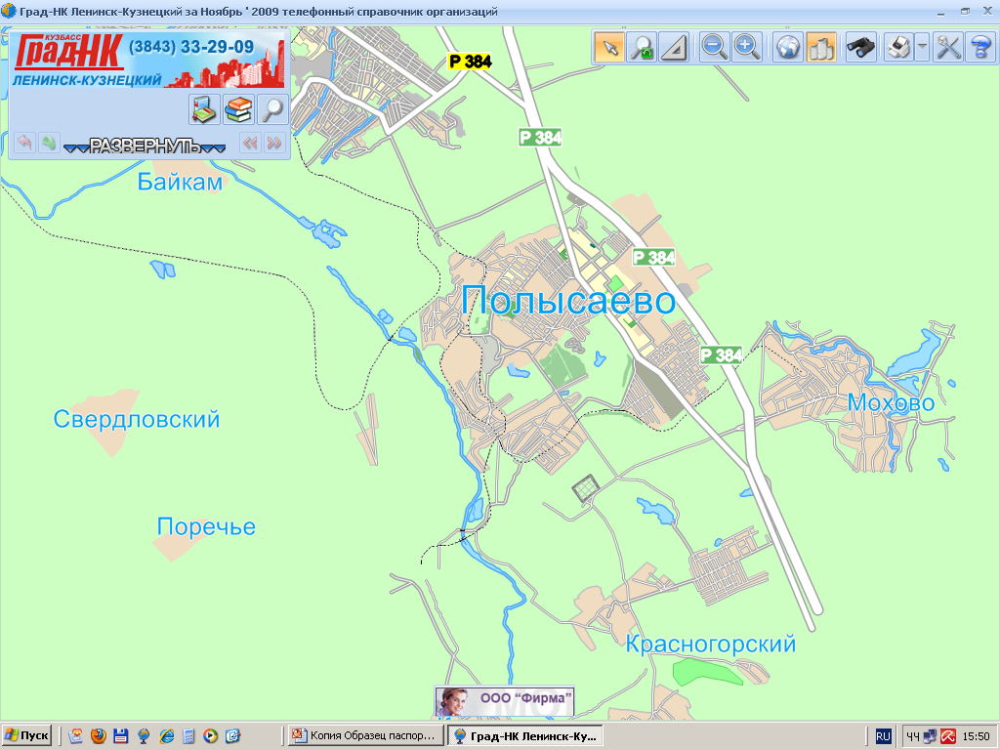 Град-НК Ленинск-Кузнецкий за Ноябрь ' 2009 телефонный справочник организаций
КУЗБАСС
ГрадНК
(3843) 33-29-09
ЛЕНИНСК-КУЗНЕЦКИЙ
РАЗВЕРНУТЬ
Р 384
Р 384
Байкам
Р 384
Полысаево
Р 384
Мохово
Свердловский
Поречье
Красногорский
ООО "Фирма"
Пуск
Копия Образец паспор...
Град-НК Ленинск-Ку...
RU
ЧЧ
15:50